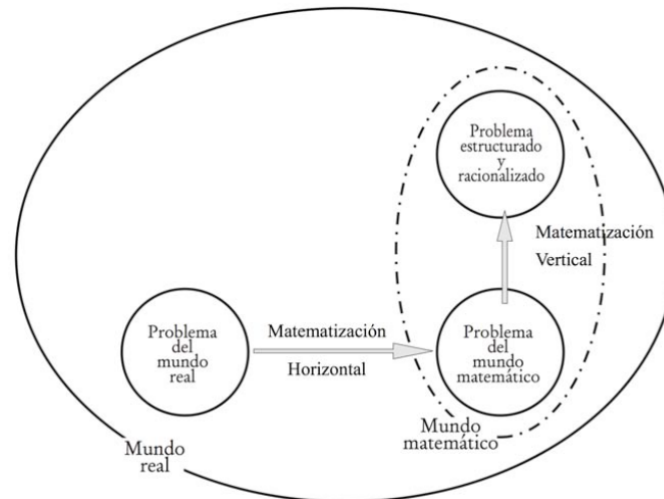 Problema
estructurado
y
racionalizado
Matematización
Vertical
Problema
del
mundo
real
Matematización
Horizontal
Problema
del
mundo
matemático
Mundo
matemático
Mundo
real